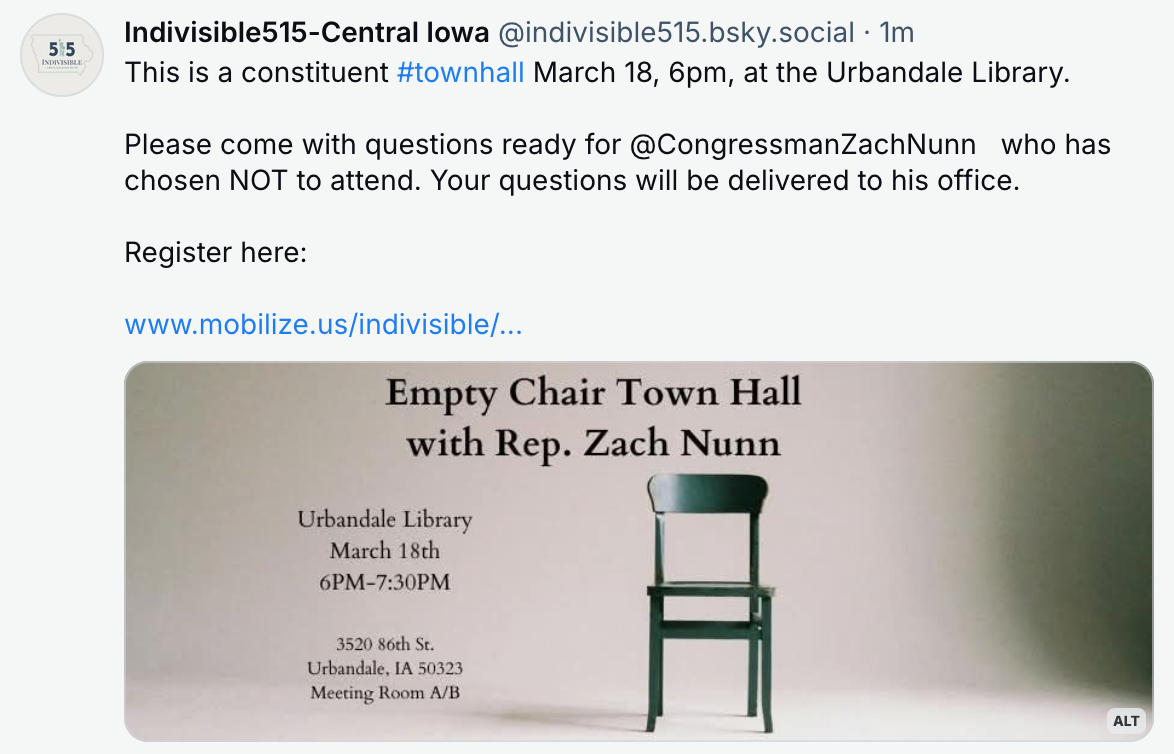 Indivisible515-Central Iowa @indivisible515.bsky.social · 1m
515
INDIVISIBLE
This is a constituent #townhall March 18, 6pm, at the Urbandale Library.
Please come with questions ready for @CongressmanZachNunn who has
chosen NOT to attend. Your questions will be delivered to his office.
Register here:
www.mobilize.us/indivisible/...
Empty Chair Town Hall
with Rep. Zach Nunn
Urbandale Library
March 18th
6PM-7:30PM
3520 86th St.
Urbandale, IA 50323
Meeting Room A/B
ALT